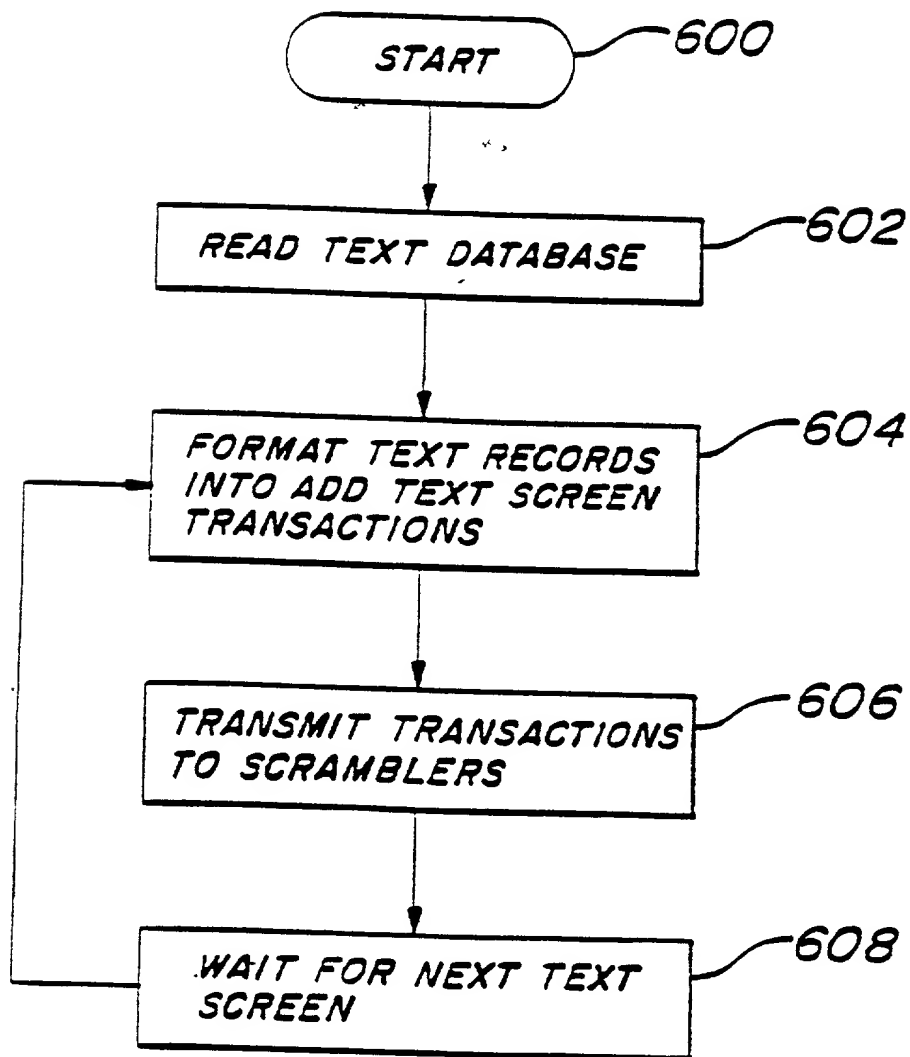 START
600
READ TEXT DATABASE
602
FORMAT TEXT RECORDS
INTO ADD TEXT SCREEN
TRANSACTIONS
604
TRANSMIT TRANSACTIONS
TO SCRAMBLERS
606
WAIT FOR NEXT TEXT
SCREEN
608